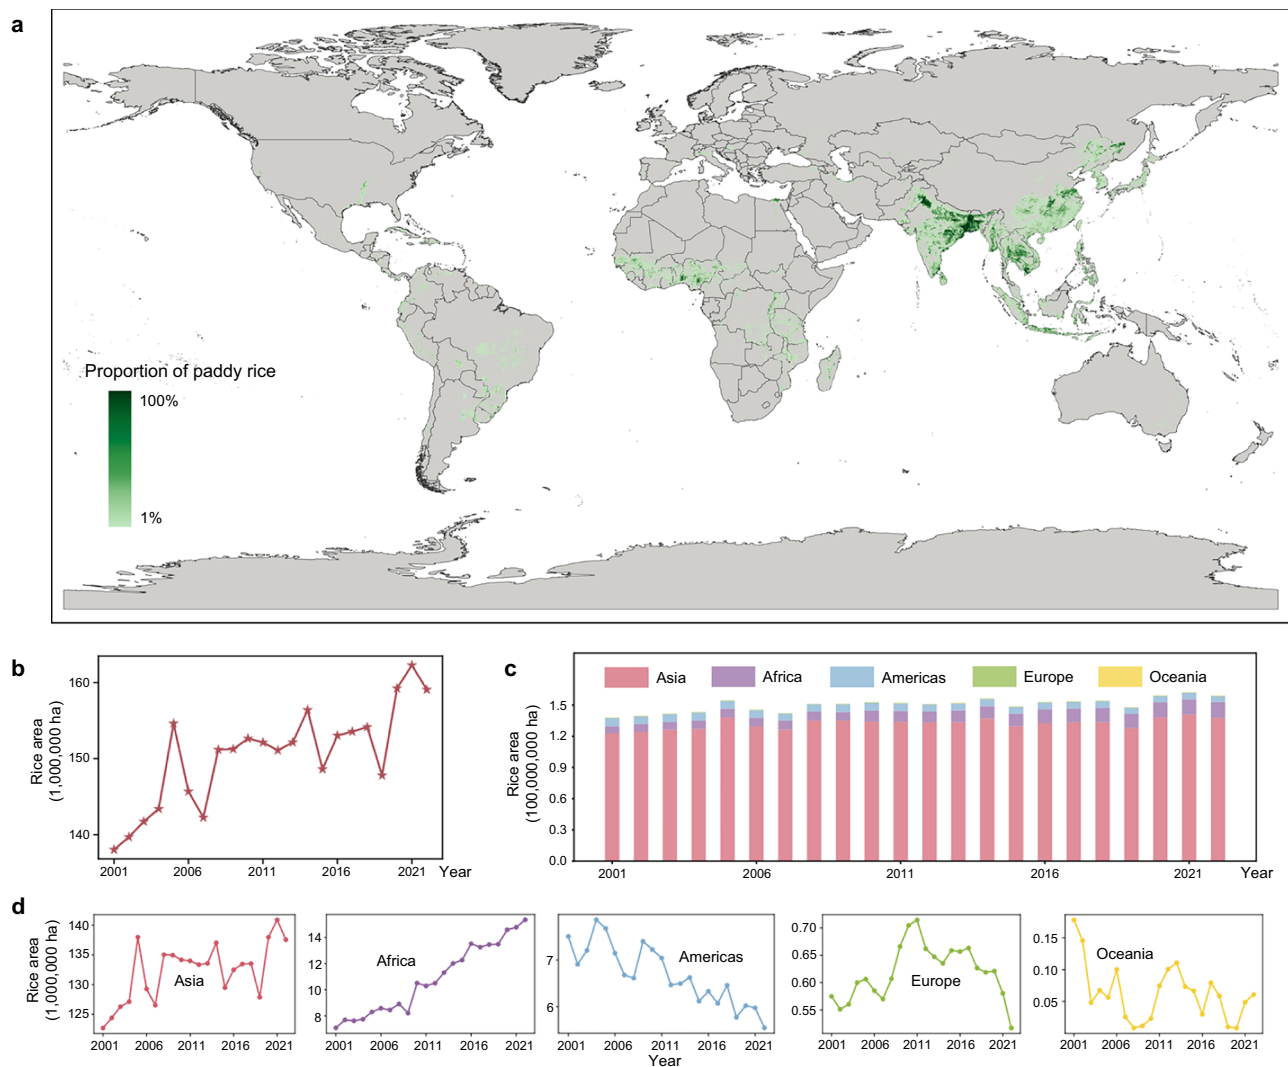 a
Proportion of paddy rice
100%
1%
b
Rice area
(1,000,000 ha)
160
150
140
2001
2006
2011
2016
2021
Year
c
Rice area
(100,000,000 ha)
Asia
Africa
Americas
Europe
Oceania
1.5
1.2
0.9
0.6
0.3
0.0
2001
2006
2011
2016
2021
Year
d
Rice area
(1,000,000 ha)
140
135
130
125
Asia
2001
2006
2011
2016
2021
14
12
10
8
Africa
2001
2006
2011
2016
2021
7
6
Americas
2001
2006
2011
2016
2021
Year
0.70
0.65
0.60
0.55
Europe
2001
2006
2011
2016
2021
0.15
0.10
0.05
Oceania
2001
2006
2011
2016
2021